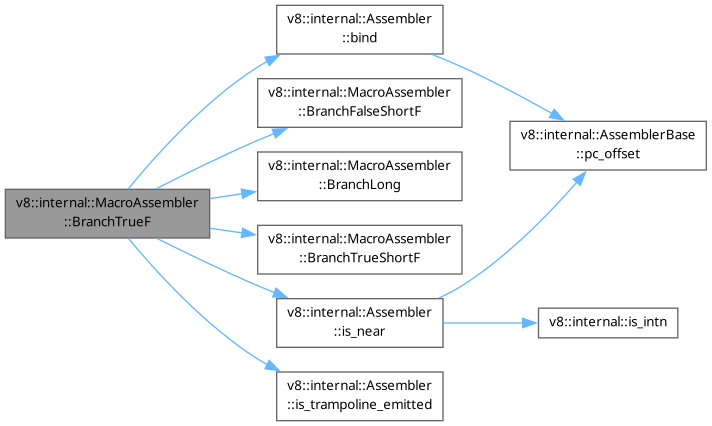 v8::internal::Assembler
::bind
v8::internal::MacroAssembler
::BranchFalseShortF
v8::internal::AssemblerBase
::pc_offset
v8::internal::MacroAssembler
::BranchLong
v8::internal::MacroAssembler
::BranchTrueF
v8::internal::MacroAssembler
::BranchTrueShortF
v8::internal::Assembler
::is_near
v8::internal::is_intn
v8::internal::Assembler
::is_trampoline_emitted